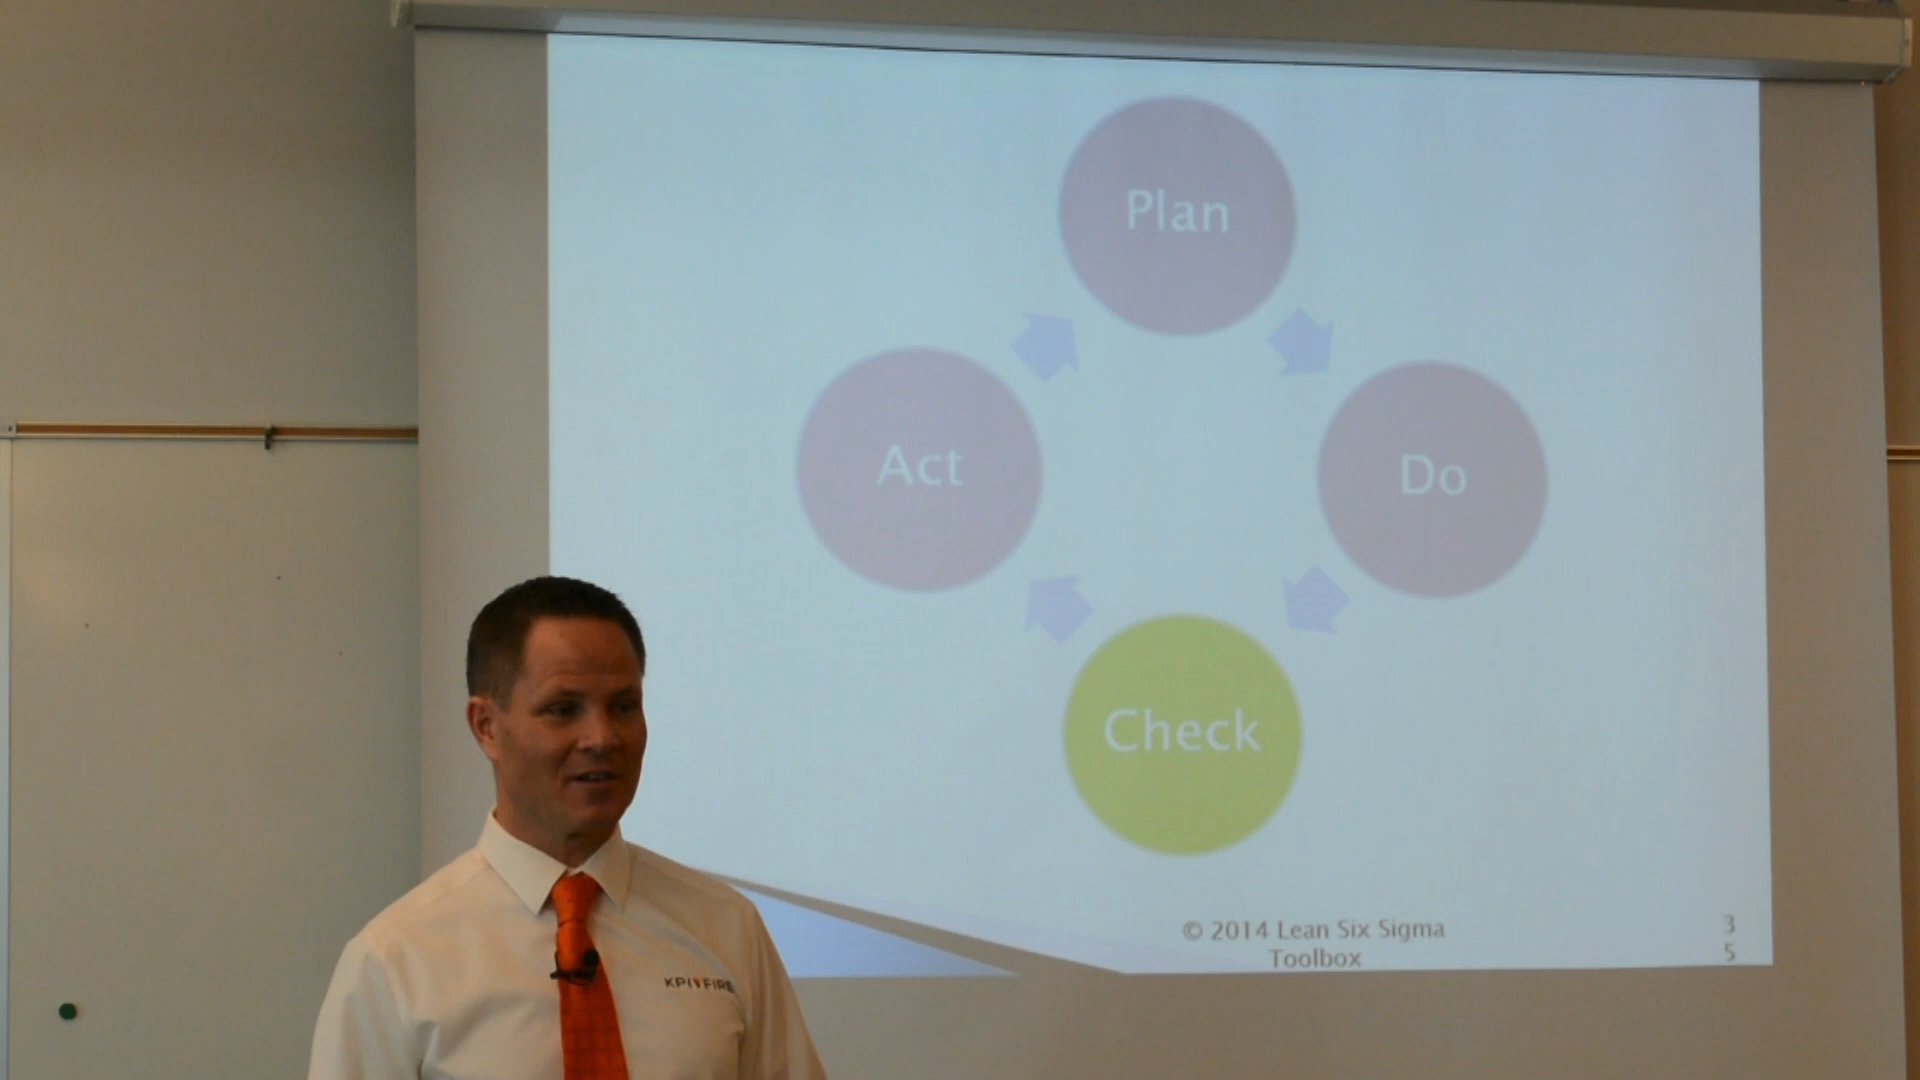 Plan
Act
Do
Check
© 2014 Lean Six Sigma
Toolbox
3
5
KPI FIRE